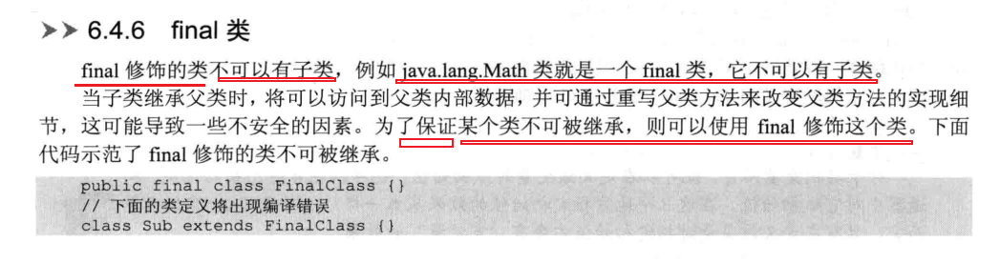 ➤➤ 6.4.6 final 类
final 修饰的类不可以有子类，例如 java.lang.Math 类就是一个 final 类，它不可以有子类。
当子类继承父类时，将可以访问到父类内部数据，并可通过重写父类方法来改变父类方法的实现细
节，这可能导致一些不安全的因素。为了保证某个类不可被继承，则可以使用 final 修饰这个类。下面
代码示范了 final 修饰的类不可被继承。
public final class FinalClass {}
// 下面的类定义将出现编译错误
class Sub extends FinalClass {}